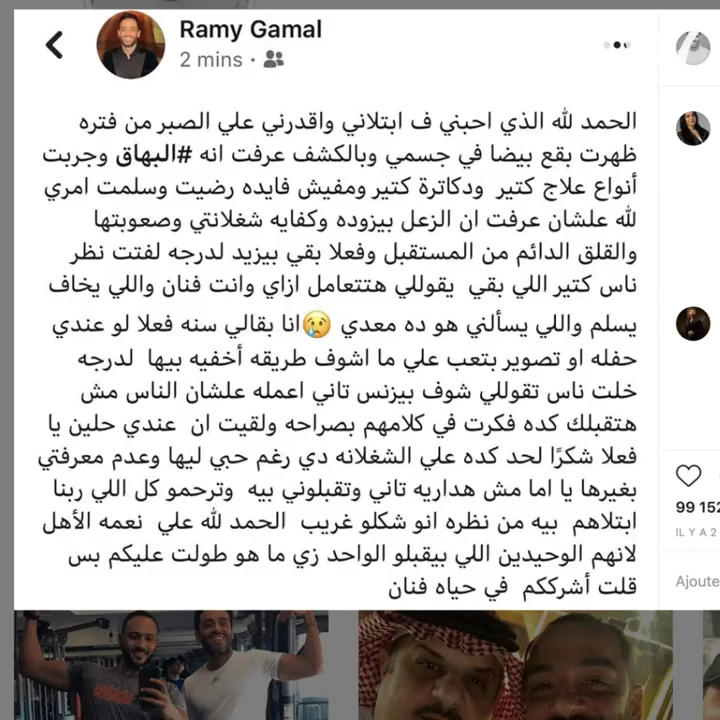 Ramy Gamal
2 mins ·
الحمد لله الذي احبني ف ابتلاني واقدرني علي الصبر من فتره
ظهرت بقع بيضا في جسمي وبالكشف عرفت انه #البهاق وجربت
أنواع علاج كتير ودكاترة كتير ومفيش فايده رضيت وسلمت امري
لله علشان عرفت ان الزعل بيزوده وكفايه شغلانتي وصعوبتها
والقلق الدائم من المستقبل وفعلا بقي بيزيد لدرجه لفتت نظر
ناس كتير اللي بقي يقوللي هتتعامل ازاي وانت فنان واللي يخاف
يسلم واللي يسألني هو ده معدي 😢انا بقالي سنه فعلا لو عندي
حفله او تصوير بتعب علي ما اشوف طريقه أخفيه بيها لدرجه
خلت ناس تقوللي شوف بيزنس تاني اعمله علشان الناس مش
هتقبلك كده فكرت في كلامهم بصراحه ولقيت ان عندي حلين يا
فعلا شكرًا لحد كده علي الشغلانه دي رغم حبي ليها وعدم معرفتي
بغيرها يا اما مش هداريه تاني وتقبلوني بيه وترحمو كل اللي ربنا
ابتلاهم بيه من نظره انو شكلو غريب الحمد لله علي نعمه الأهل
لانهم الوحيدين اللي بيقبلو الواحد زي ما هو طولت عليكم بس
قلت أشرككم في حياه فنان
99 152
IL Y A 2
Ajoute